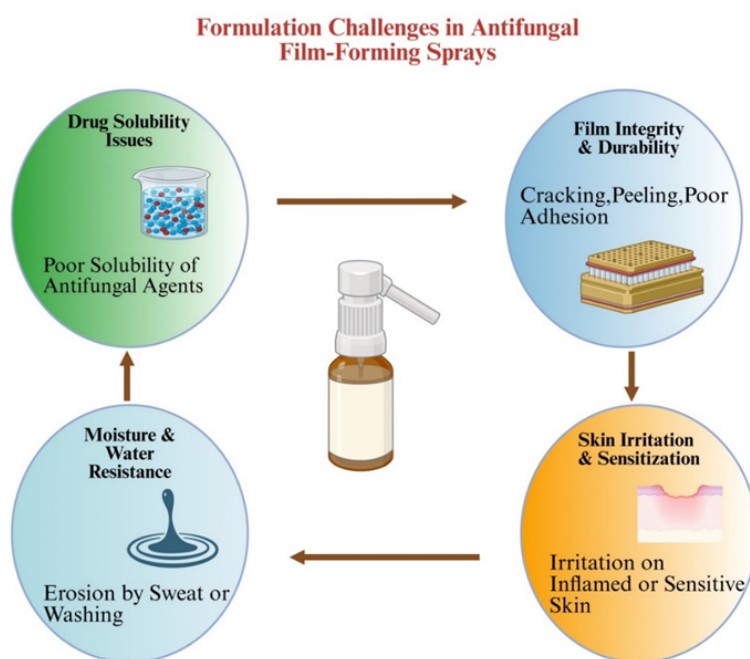 Formulation Challenges in Antifungal
Film-Forming Sprays
Drug Solubility
Issues
Poor Solubility of
Antifungal Agents
Film Integrity
& Durability
Cracking,Peeling,Poor
Adhesion
Moisture &
Water
Resistance
Erosion by Sweat or
Washing
Skin Irritation
& Sensitization
Irritation on
Inflamed or Sensitive
Skin